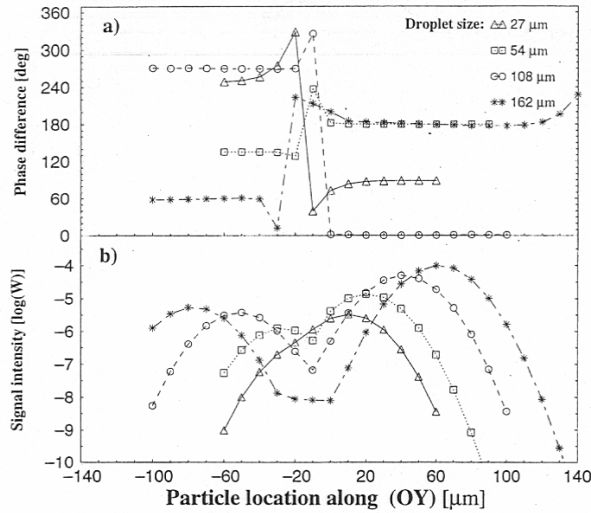 a)
Droplet size:
27 µm
54 µm
108 µm
162 µm
Phase difference [deg]
360
300
240
180
120
60
0
b)
Signal intensity [log(W)]
−4
−5
−6
−7
−8
−9
−10
−140 −100 −60 −20 20 60 100 140
Particle location along (OY) [µm]